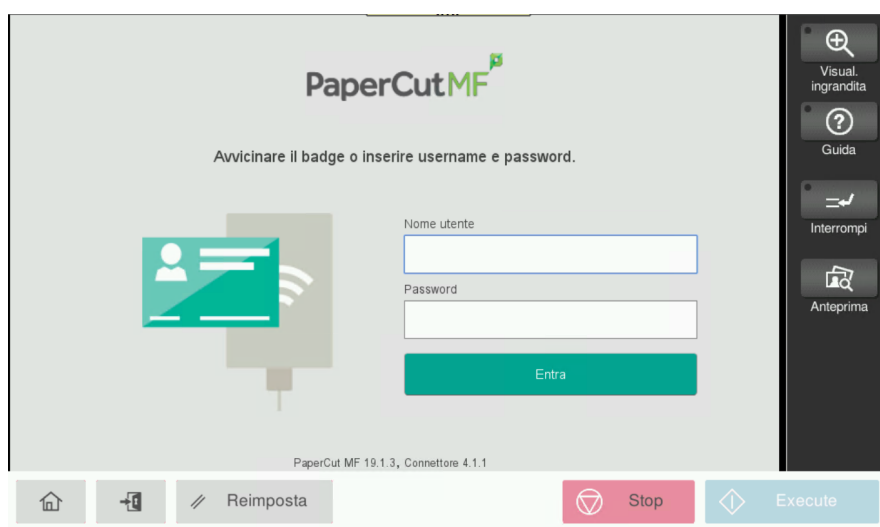 PaperCutMF
Avvicinare il badge o inserire username e password.
Nome utente
Password
Entra
PaperCut MF 19.1.3, Connettore 4.1.1
Visual.
ingrandita
Guida
Interrompi
Anteprima
Reimposta
Stop
Execute